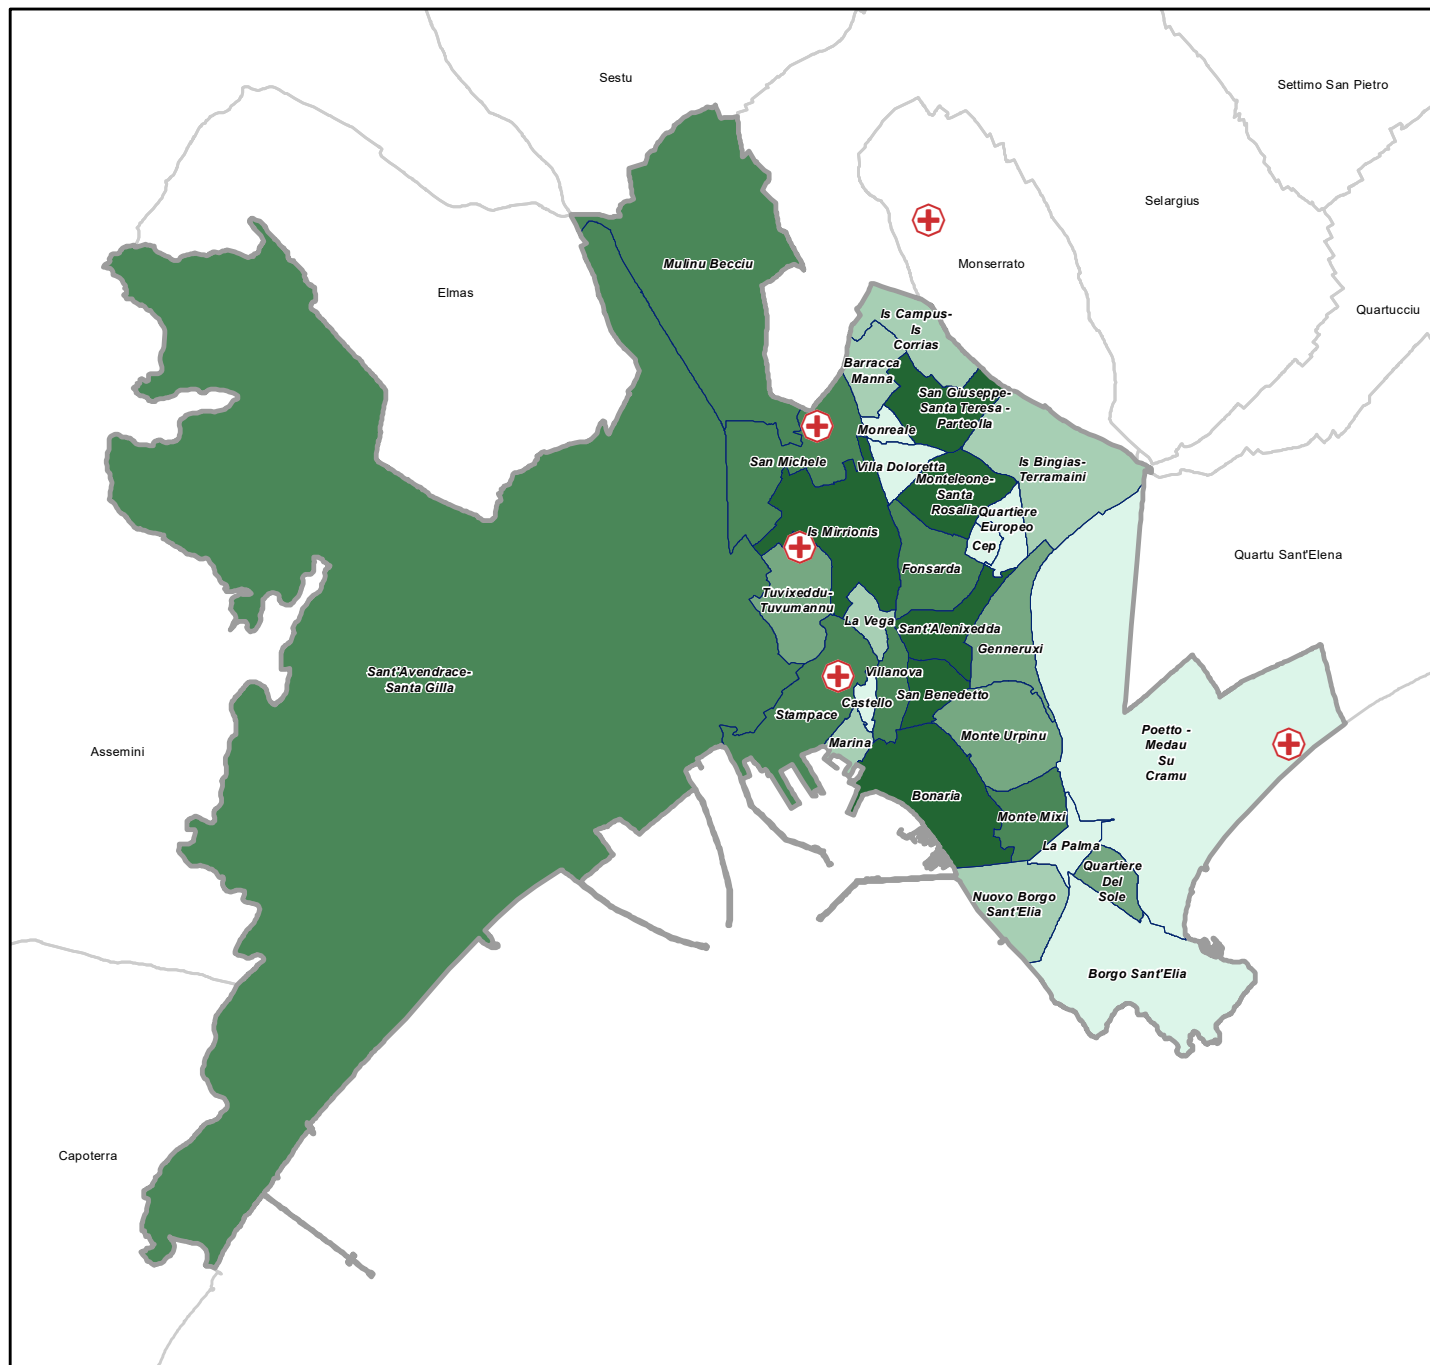 Sestu
Settimo San Pietro
Selargius
Mulinu Becciu
Monserrato
Elmas
Quartucciu
Is Campus-
Is
Corrias
Barracca
Manna
San Giuseppe-
Santa Teresa -
Parteolla
Monreale
San Michele
Villa Doloretta
Is Bingias-
Terramaini
Monteleone-
Santa
Rosalia
Quartiere
Europeo
Is Mirrionis
Cep
Quartu Sant'Elena
Fonsarda
Tuvixeddu-
Tuvumannu
La Vega
Sant'Alenixedda
Genneruxi
Sant'Avendrace-
Santa Gilla
Villanova
San Benedetto
Castello
Stampace
Marina
Monte Urpinu
Poetto -
Medau
Su
Cramu
Assemini
Bonaria
Monte Mixi
La Palma
Quartiere
Del
Sole
Nuovo Borgo
Sant'Elia
Borgo Sant'Elia
Capoterra